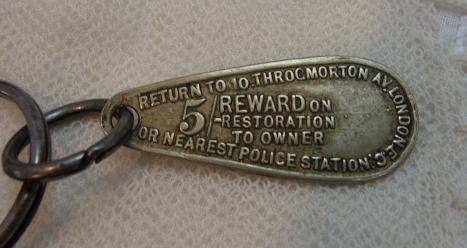 RETURN TO 10. THROGMORTON AV. LONDON. E.C.
5/- REWARD ON
RESTORATION
TO OWNER
OR NEAREST POLICE STATION.